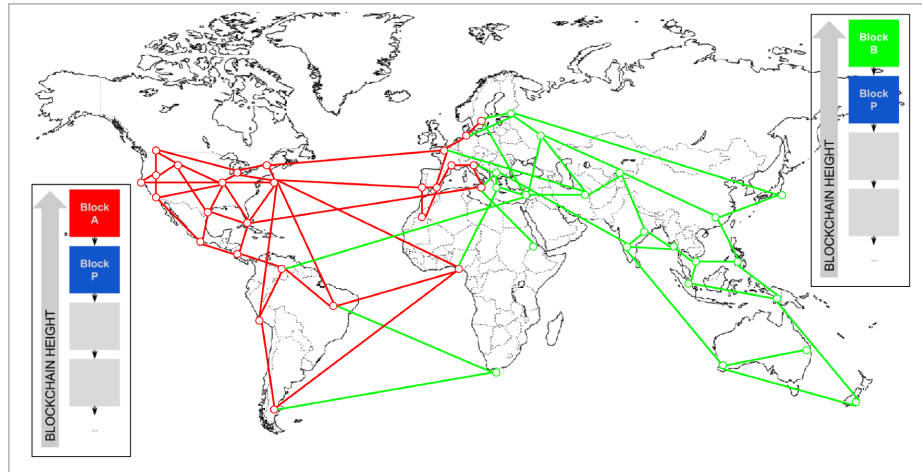 Block
A
Block
P
...
BLOCKCHAIN HEIGHT
Block
B
Block
P
...
BLOCKCHAIN HEIGHT